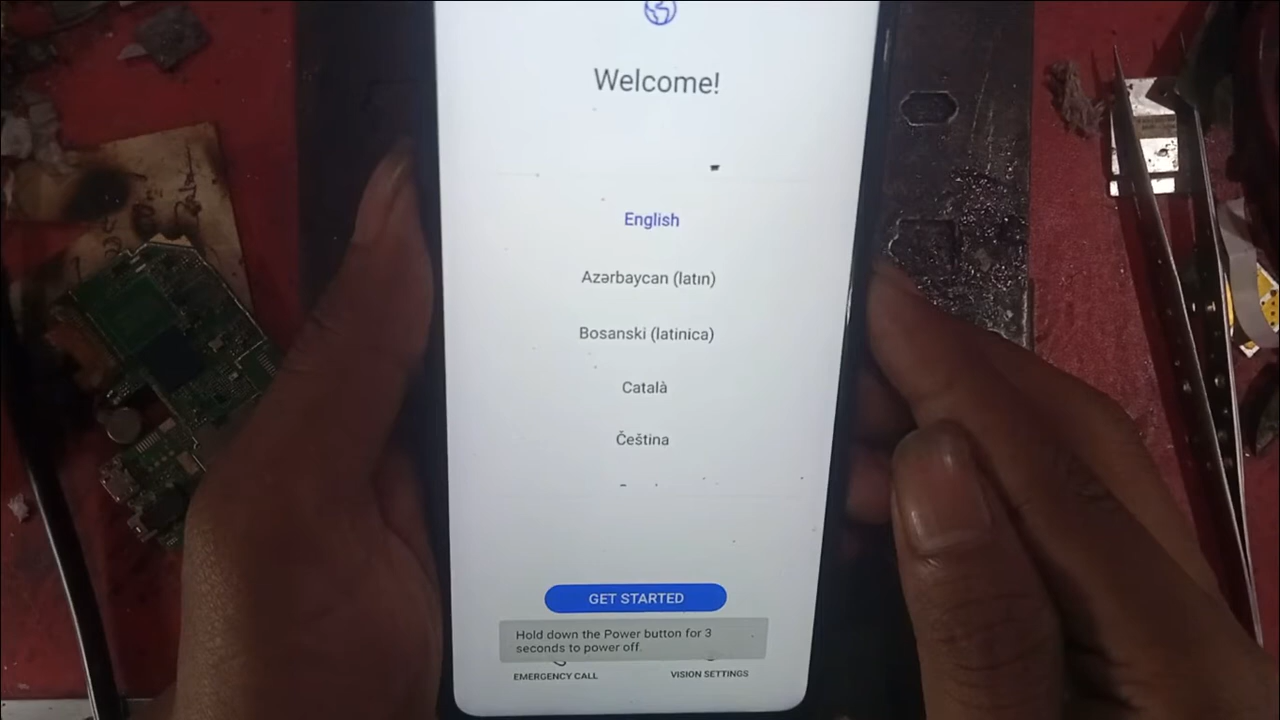 Welcome!
English
Azərbaycan (latın)
Bosanski (latinica)
Català
Čeština
GET STARTED
Hold down the Power button for 3
seconds to power off.
EMERGENCY CALL
VISION SETTINGS